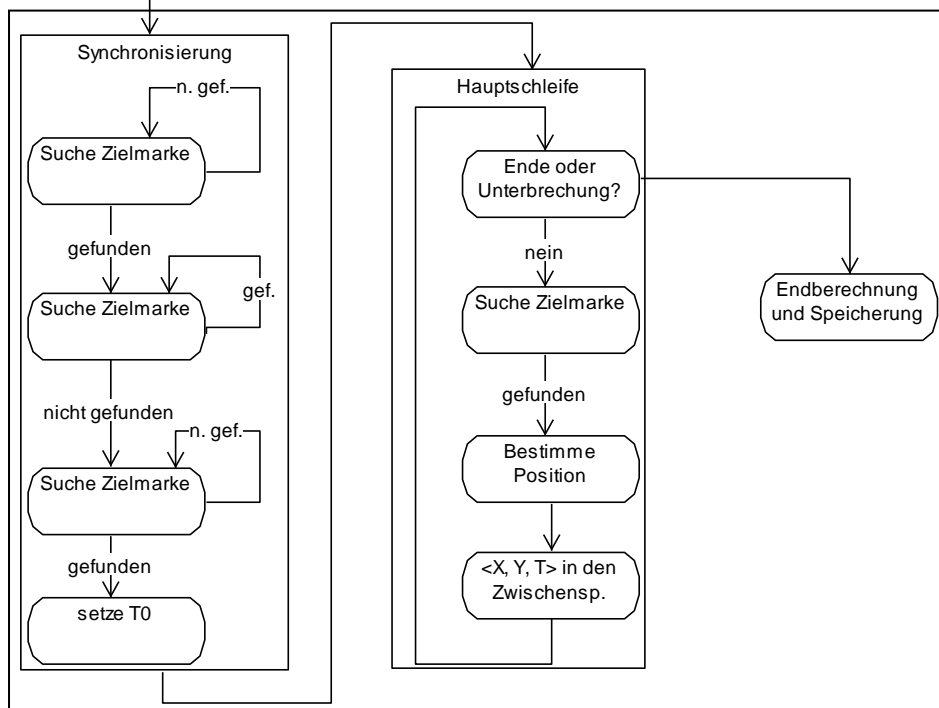 Synchronisierung
n. gef.
Suche Zielmarke
gefunden
gef.
Suche Zielmarke
nicht gefunden
n. gef.
Suche Zielmarke
gefunden
setze T0
Hauptschleife
Ende oder
Unterbrechung?
nein
Suche Zielmarke
gefunden
Bestimme
Position
<X, Y, T> in den
Zwischensp.
Endberechnung
und Speicherung